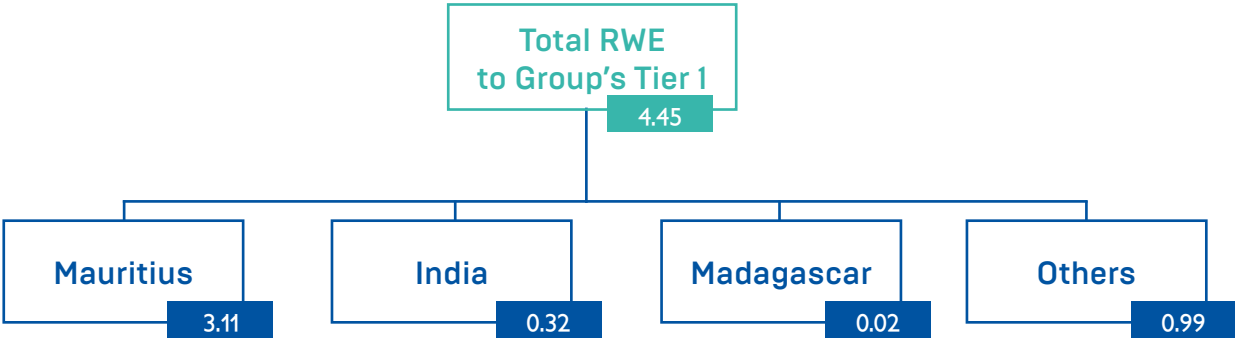 Total RWE
to Group's Tier 1
4.45
Mauritius
3.11
India
0.32
Madagascar
0.02
Others
0.99